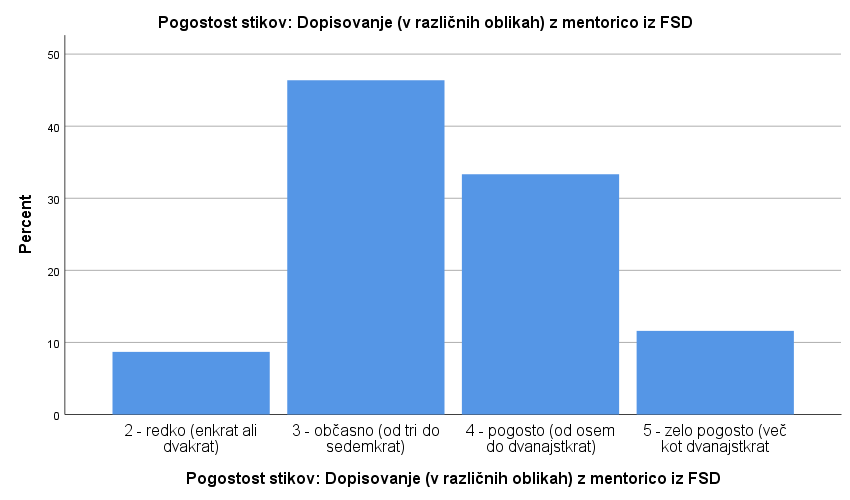 Pogostost stikov: Dopisovanje (v različnih oblikah) z mentorico iz FSD
50
40
30
20
10
0
Percent
2 - redko (enkrat ali
dvakrat)
3 - občasno (od tri do
sedemkrat)
4 - pogosto (od osem
do dvanajstkrat)
5 - zelo pogosto (več
kot dvanajstkrat
Pogostost stikov: Dopisovanje (v različnih oblikah) z mentorico iz FSD